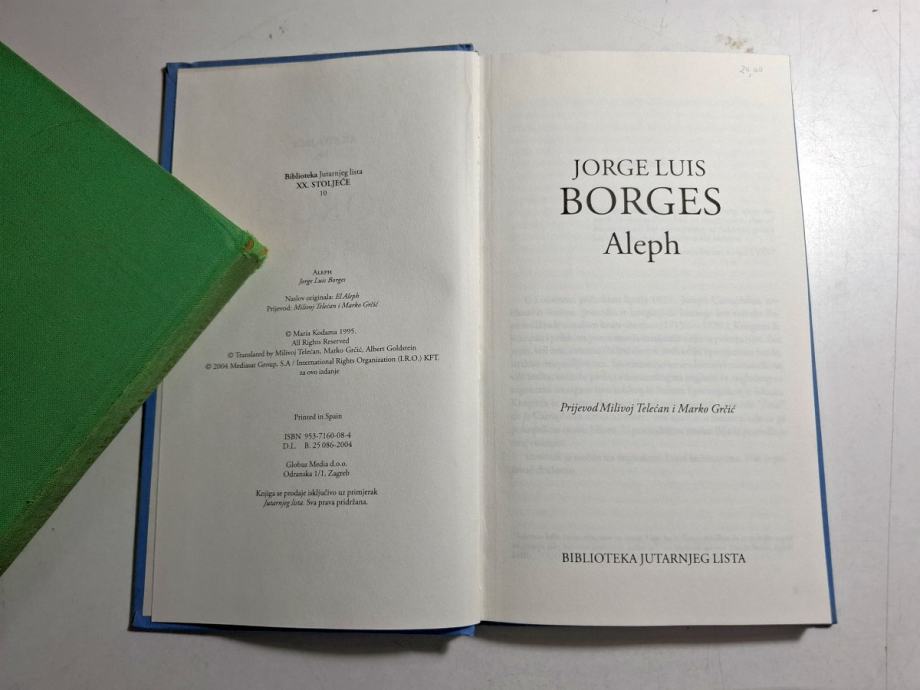 Biblioteka Jutarnjeg lista
XX. STOLJEĆE
10
ALEPH
Jorge Luis Borges
Naslov originala: El Aleph
Prijevod: Milivoj Telećan i Marko Grčić
© Maria Kodama 1995.
All Rights Reserved
© Translated by Milivoj Telećan, Marko Grčić, Albert Goldstein
© 2004 Mediasat Group, S.A / International Rights Organization (I.R.O.) KFT.
za ovo izdanje
Printed in Spain
ISBN 953-7160-08-4
D.L. B. 25 086-2004
Globus Media d.o.o.
Odranska 1/1, Zagreb
Knjiga se prodaje isključivo uz primjerak
Jutarnjeg lista. Sva prava pridržana.
JORGE LUIS
BORGES
Aleph
Prijevod Milivoj Telećan i Marko Grčić
BIBLIOTEKA JUTARNJEG LISTA